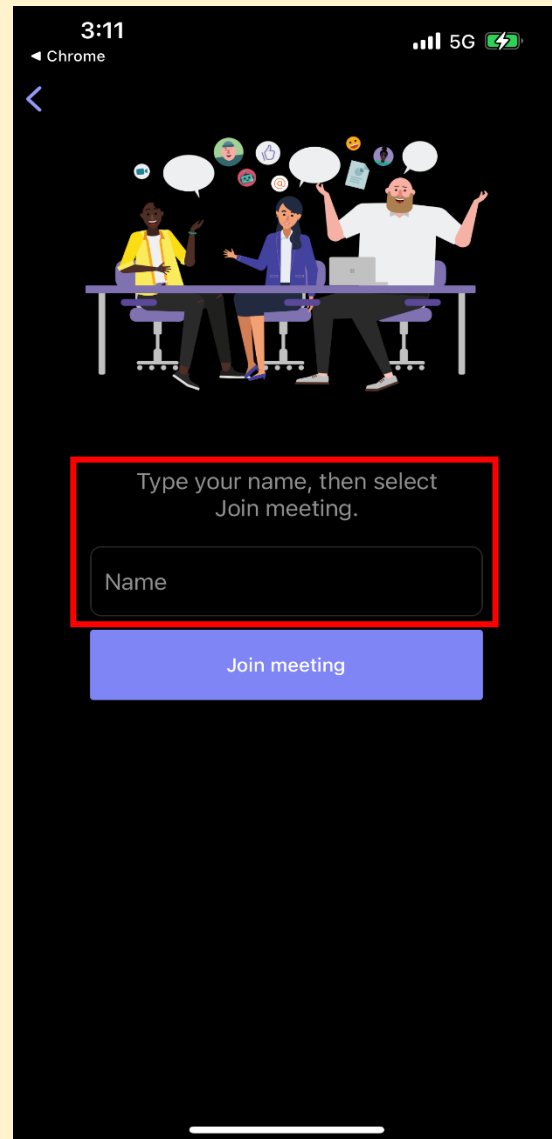 3:11
5G
◄ Chrome
@
Type your name, then select
Join meeting.
Name
Join meeting